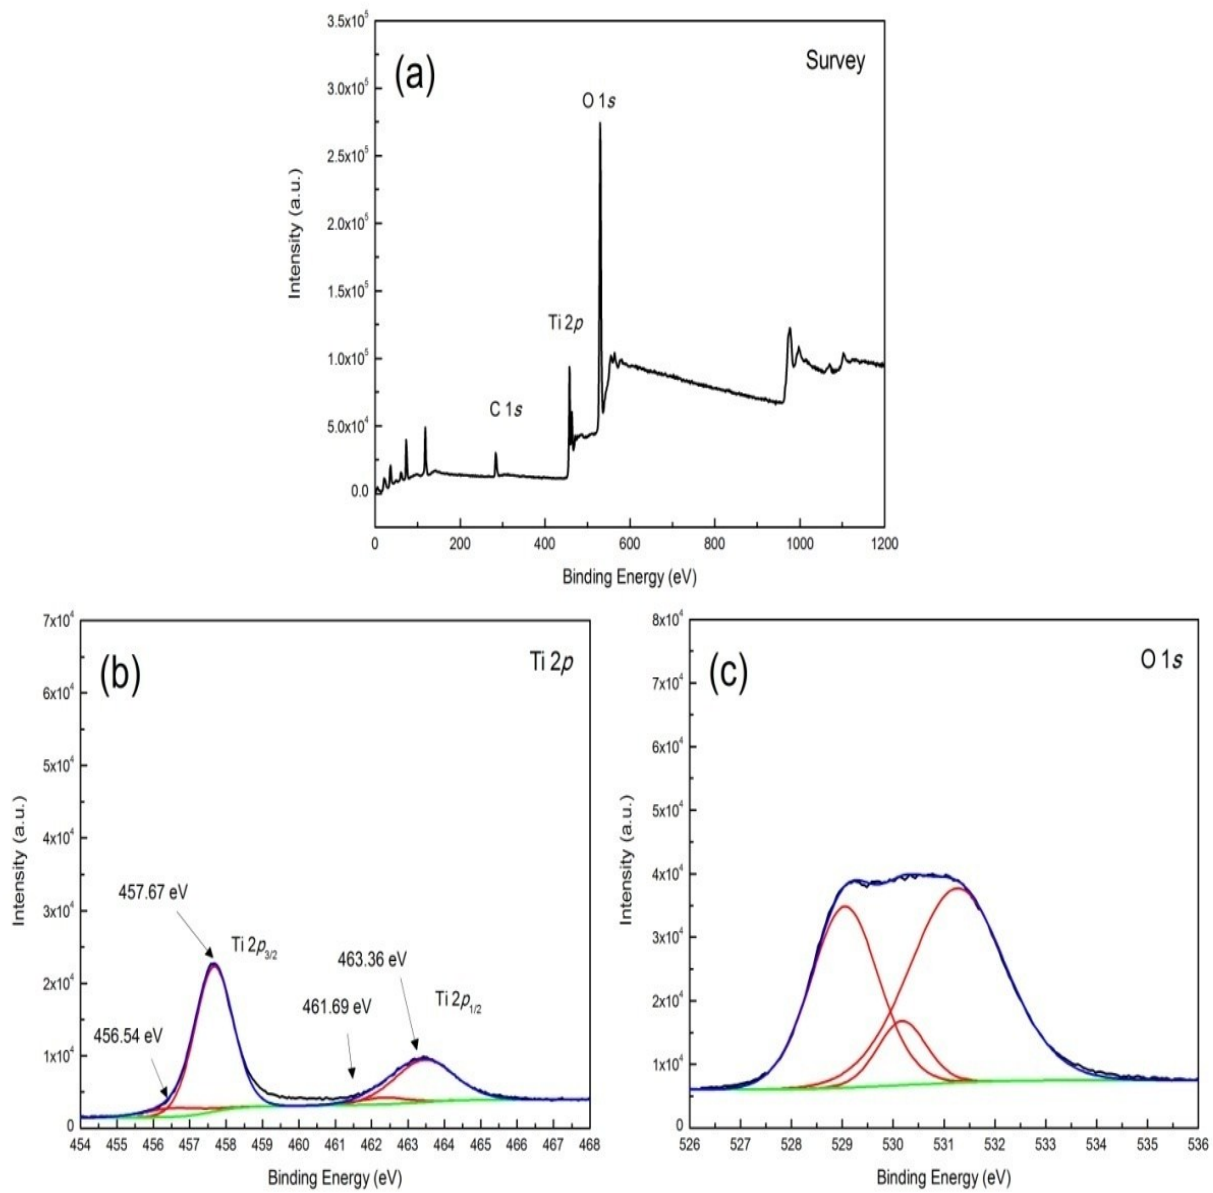 (a)
Survey
O 1s
Ti 2p
C 1s
3.5x10⁵
3.0x10⁵
2.5x10⁵
2.0x10⁵
1.5x10⁵
1.0x10⁵
5.0x10⁴
0.0
Intensity (a.u.)
0 200 400 600 800 1000 1200
Binding Energy (eV)
(b)
Ti 2p
7x10⁴
6x10⁴
5x10⁴
4x10⁴
3x10⁴
2x10⁴
1x10⁴
0
Intensity (a.u.)
457.67 eV
Ti 2p3/2
456.54 eV
463.36 eV
461.69 eV
Ti 2p1/2
454 455 456 457 458 459 460 461 462 463 464 465 466 467 468
Binding Energy (eV)
(c)
O 1s
8x10⁴
7x10⁴
6x10⁴
5x10⁴
4x10⁴
3x10⁴
2x10⁴
1x10⁴
0
Intensity (a.u.)
526 527 528 529 530 531 532 533 534 535 536
Binding Energy (eV)